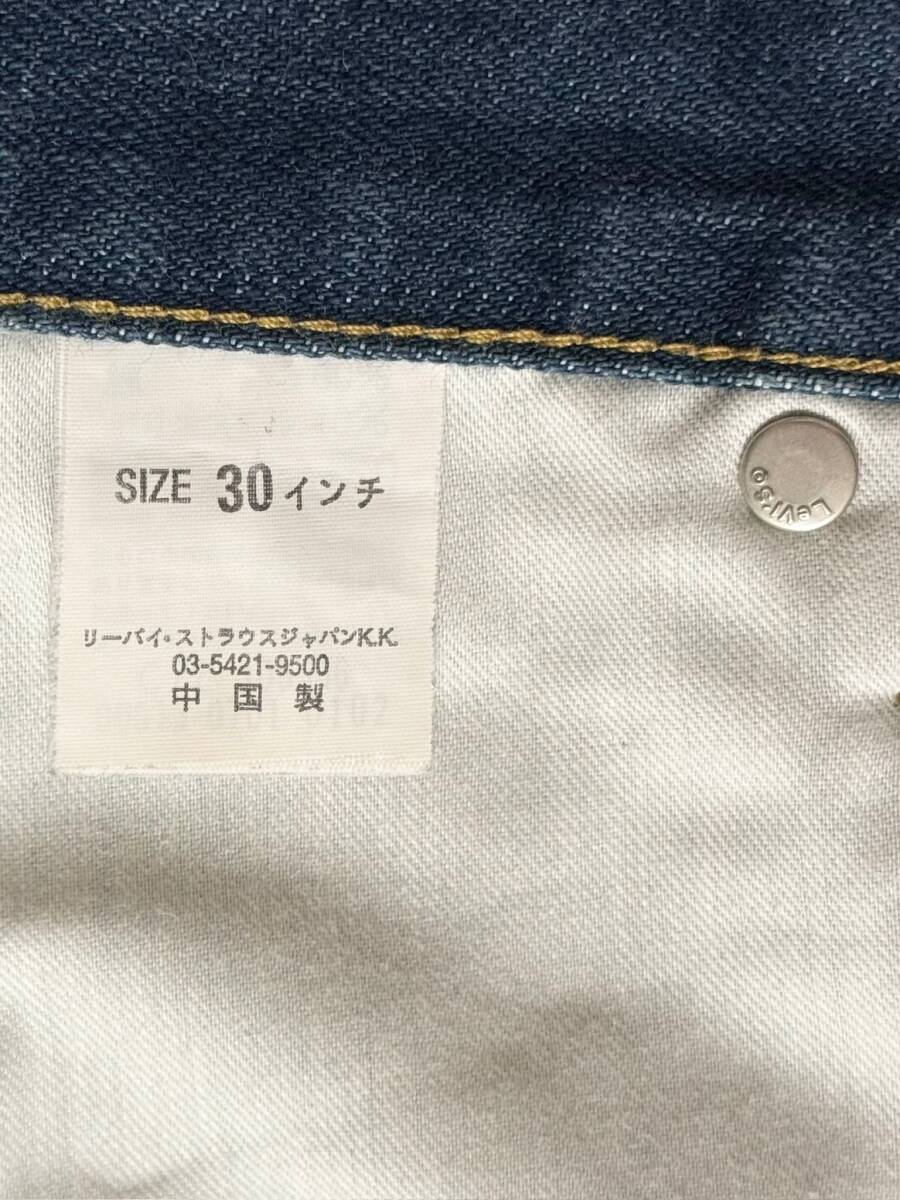 SIZE 30インチ
リーバイ・ストラウスジャパンK.K.
03-5421-9500
中国製
LeVI'S